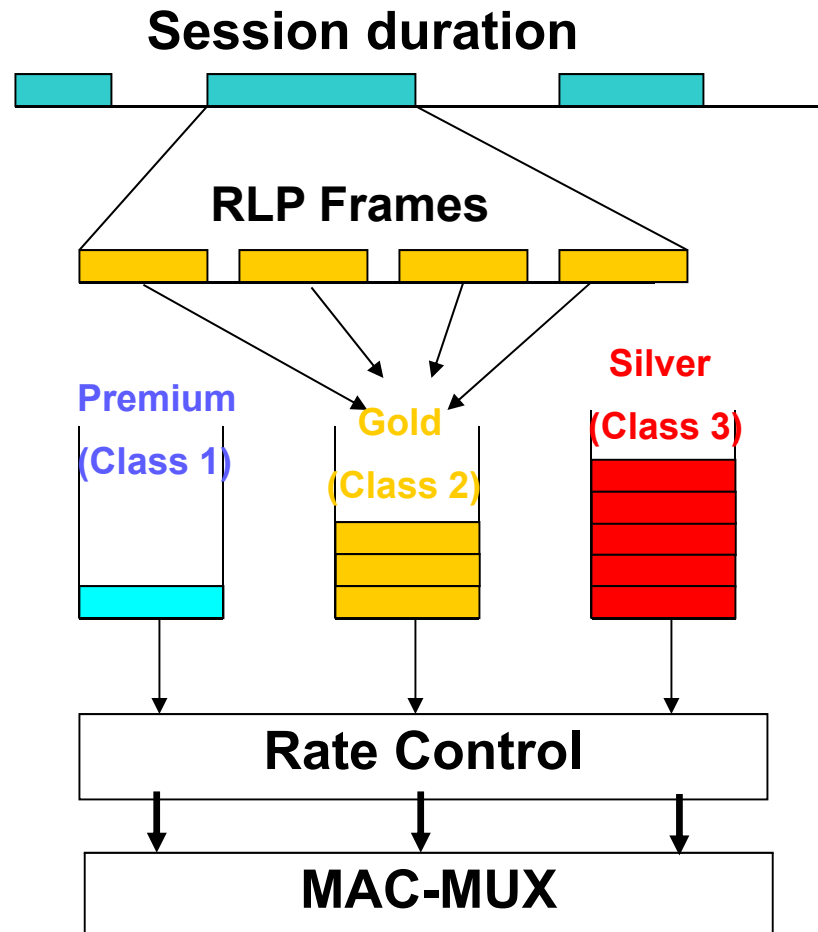 Session duration
RLP Frames
Premium
(Class 1)
Gold
(Class 2)
Silver
(Class 3)
Rate Control
MAC-MUX